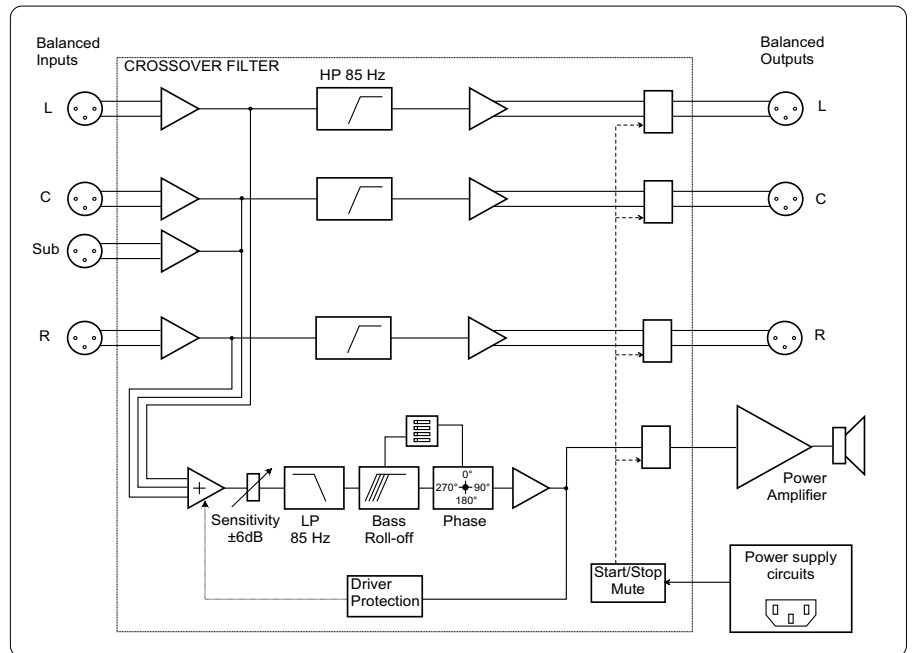 Balanced
Inputs
Balanced
Outputs
CROSSOVER FILTER
HP 85 Hz
L
L
C
C
Sub
R
R
+
0°
270°
90°
180°
Sensitivity
±6dB
LP
85 Hz
Bass
Roll-off
Phase
Power
Amplifier
Driver
Protection
Start/Stop
Mute
Power supply
circuits